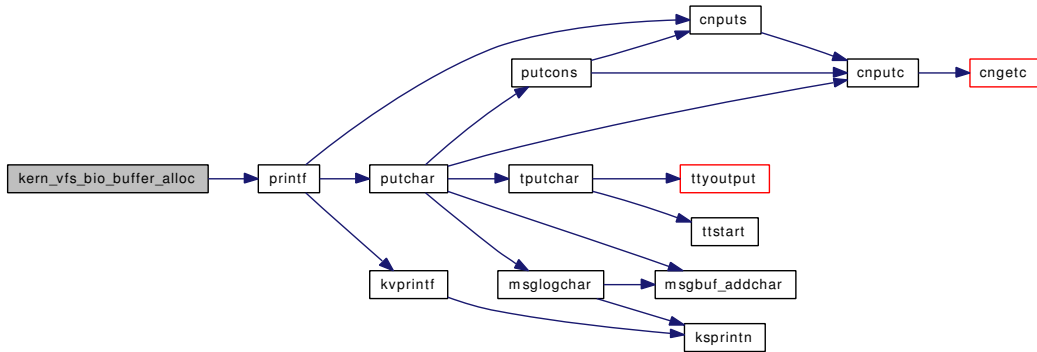 cnputs
putcons
cnputc
cngetc
kern_vfs_bio_buffer_alloc
printf
putchar
tputchar
ttyoutput
ttstart
kvprintf
msglogchar
msgbuf_addchar
ksprintn